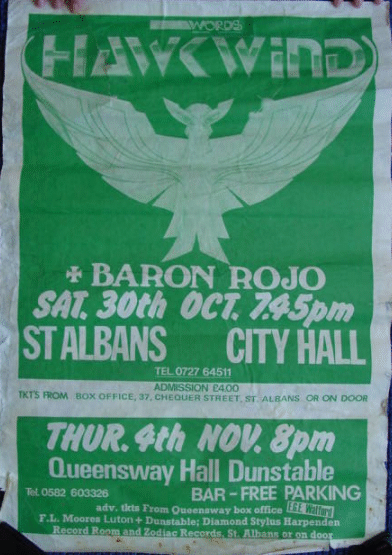 WORDS
HAWKWIND
+ BARON ROJO
SAT. 30th OCT. 7.45pm
ST ALBANS CITY HALL
TEL.0727 64511
ADMISSION £4.00
TKT'S FROM BOX OFFICE, 37, CHEQUER STREET, ST. ALBANS OR ON DOOR
THUR. 4th NOV. 8pm
Queensway Hall Dunstable
Tel: 0582 603326 BAR - FREE PARKING
adv. tkts From Queensway box office Watford
F.L. Moores Luton + Dunstable; Diamond Stylus Harpenden
Record Room and Zodiac Records, St. Albans or on door